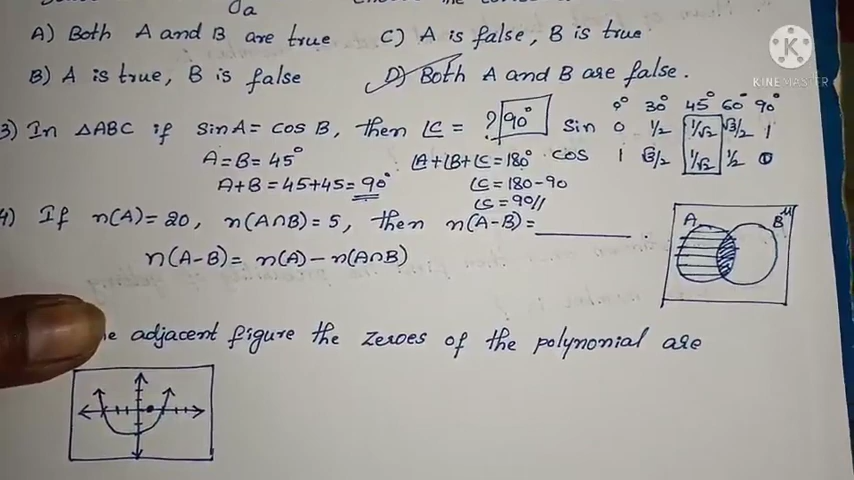 A) Both A and B are true C) A is false, B is true
B) A is true, B is false D) Both A and B are false.
K
KINEMASTER
0° 30° 45° 60° 90°
3) In △ABC if sinA = cos B, then ∠C = ? 90° sin 0 1/2 1/√2 √3/2 1
A=B= 45° ∠A+∠B+∠C=180° cos 1 √3/2 1/√2 1/2 0
A+B = 45+45= 90° ∠C = 180-90
∠C = 90//
4) If n(A)= 20, n(A∩B)= 5, then n(A-B)=
A B μ
n(A-B)= n(A) - n(A∩B)
adjacent figure the zeroes of the polynonial are